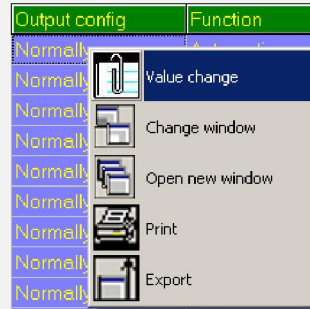 Output config Function
Normally
Value change
Normally
Normally
Change window
Normally
Normally
Open new window
Normally
Normally
Print
Normally
Export
Normally